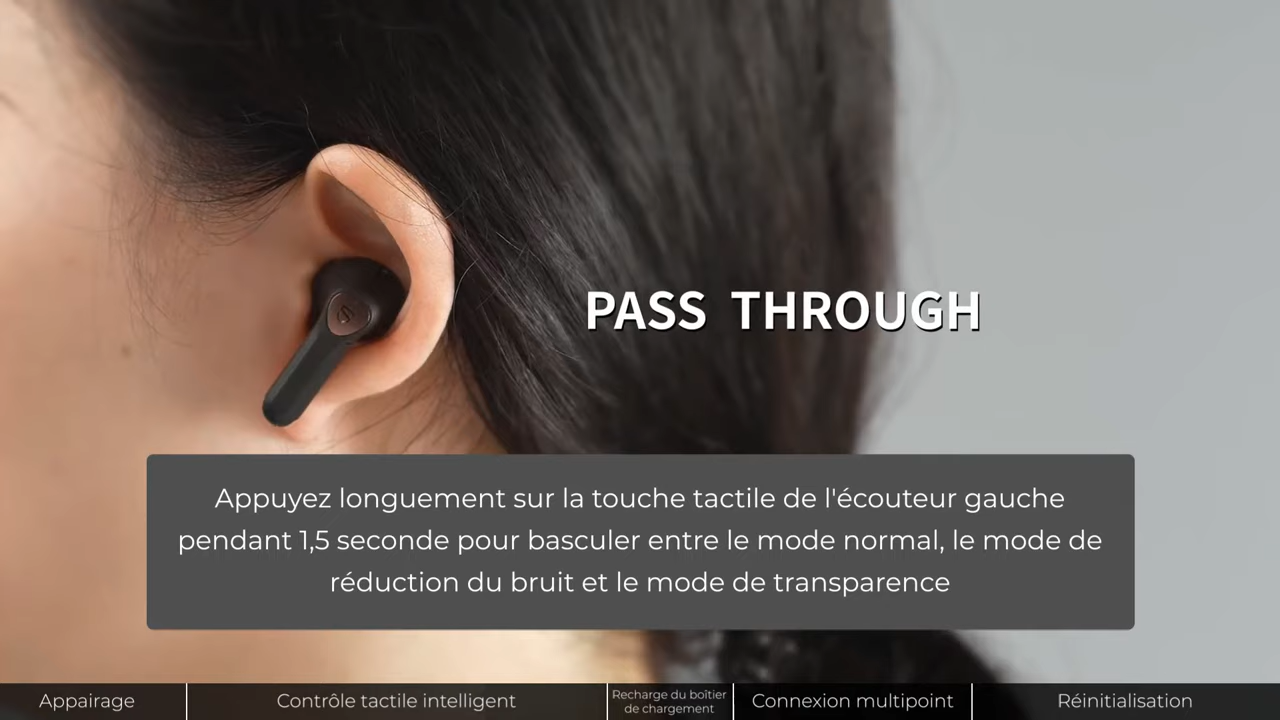 PASS THROUGH
Appuyez longuement sur la touche tactile de l'écouteur gauche
pendant 1,5 seconde pour basculer entre le mode normal, le mode de
réduction du bruit et le mode de transparence
Appairage
Contrôle tactile intelligent
Recharge du boîtier
de chargement
Connexion multipoint
Réinitialisation